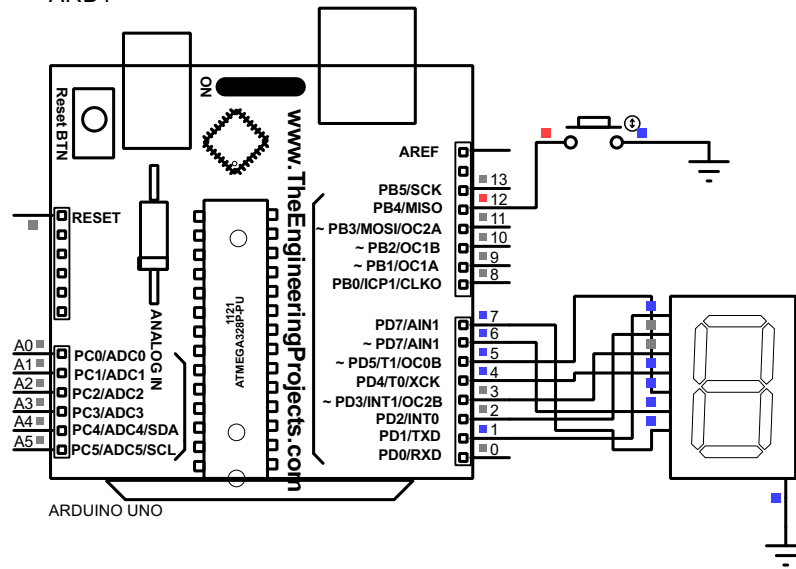 ARD1
ON
Reset BTN
www.TheEngineeringProjects.com
RESET
ANALOG IN
1121
ATMEGA328P-PU
AREF
PB5/SCK 13
PB4/MISO 12
~ PB3/MOSI/OC2A 11
~ PB2/OC1B 10
~ PB1/OC1A 9
PB0/ICP1/CLKO 8
PD7/AIN1 7
~ PD7/AIN1 6
~ PD5/T1/OC0B 5
PD4/T0/XCK 4
~ PD3/INT1/OC2B 3
PD2/INT0 2
PD1/TXD 1
PD0/RXD 0
A0 PC0/ADC0
A1 PC1/ADC1
A2 PC2/ADC2
A3 PC3/ADC3
A4 PC4/ADC4/SDA
A5 PC5/ADC5/SCL
ARDUINO UNO